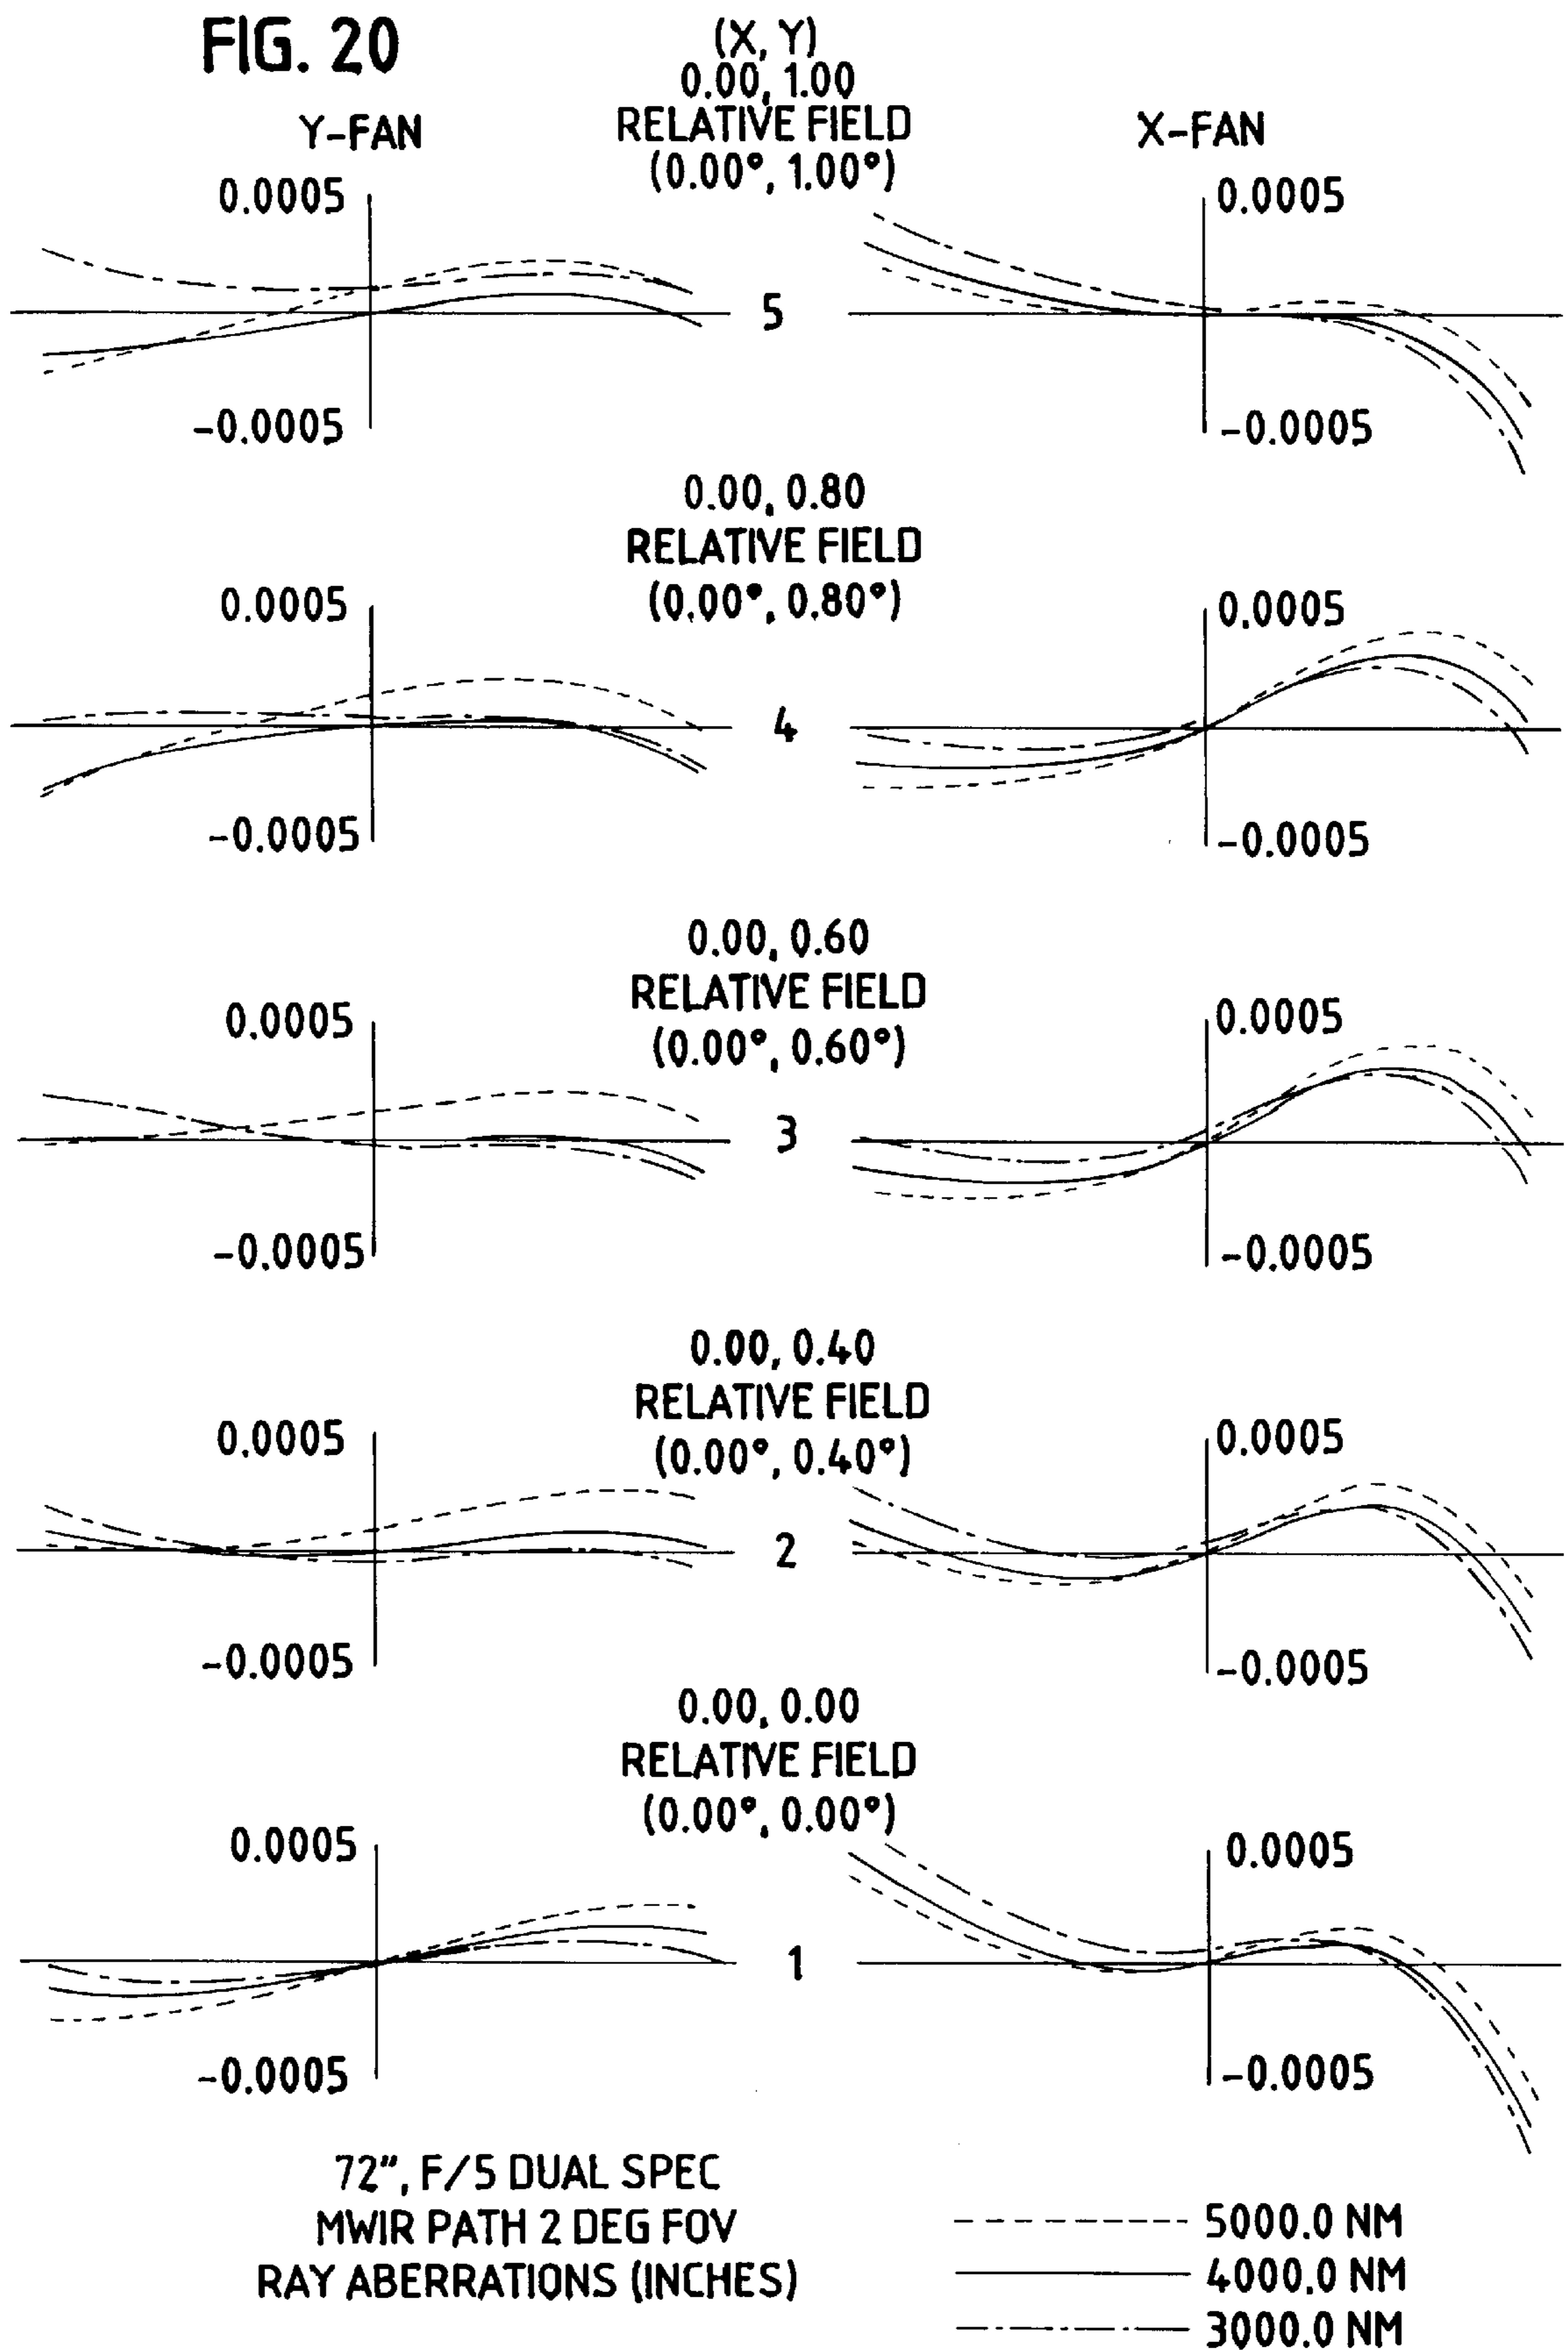 FIG. 20
(X, Y)
0.00, 1.00
Y-FAN
RELATIVE FIELD
X-FAN
(0.00°, 1.00°)
0.0005
0.0005
5
-0.0005
-0.0005
0.00, 0.80
RELATIVE FIELD
(0.00°, 0.80°)
0.0005
0.0005
4
-0.0005
-0.0005
0.00, 0.60
RELATIVE FIELD
(0.00°, 0.60°)
0.0005
0.0005
3
-0.0005
-0.0005
0.00, 0.40
RELATIVE FIELD
(0.00°, 0.40°)
0.0005
0.0005
2
-0.0005
-0.0005
0.00, 0.00
RELATIVE FIELD
(0.00°, 0.00°)
0.0005
0.0005
1
-0.0005
-0.0005
72", F/5 DUAL SPEC
MWIR PATH 2 DEG FOV
RAY ABERRATIONS (INCHES)
5000.0 NM
4000.0 NM
3000.0 NM